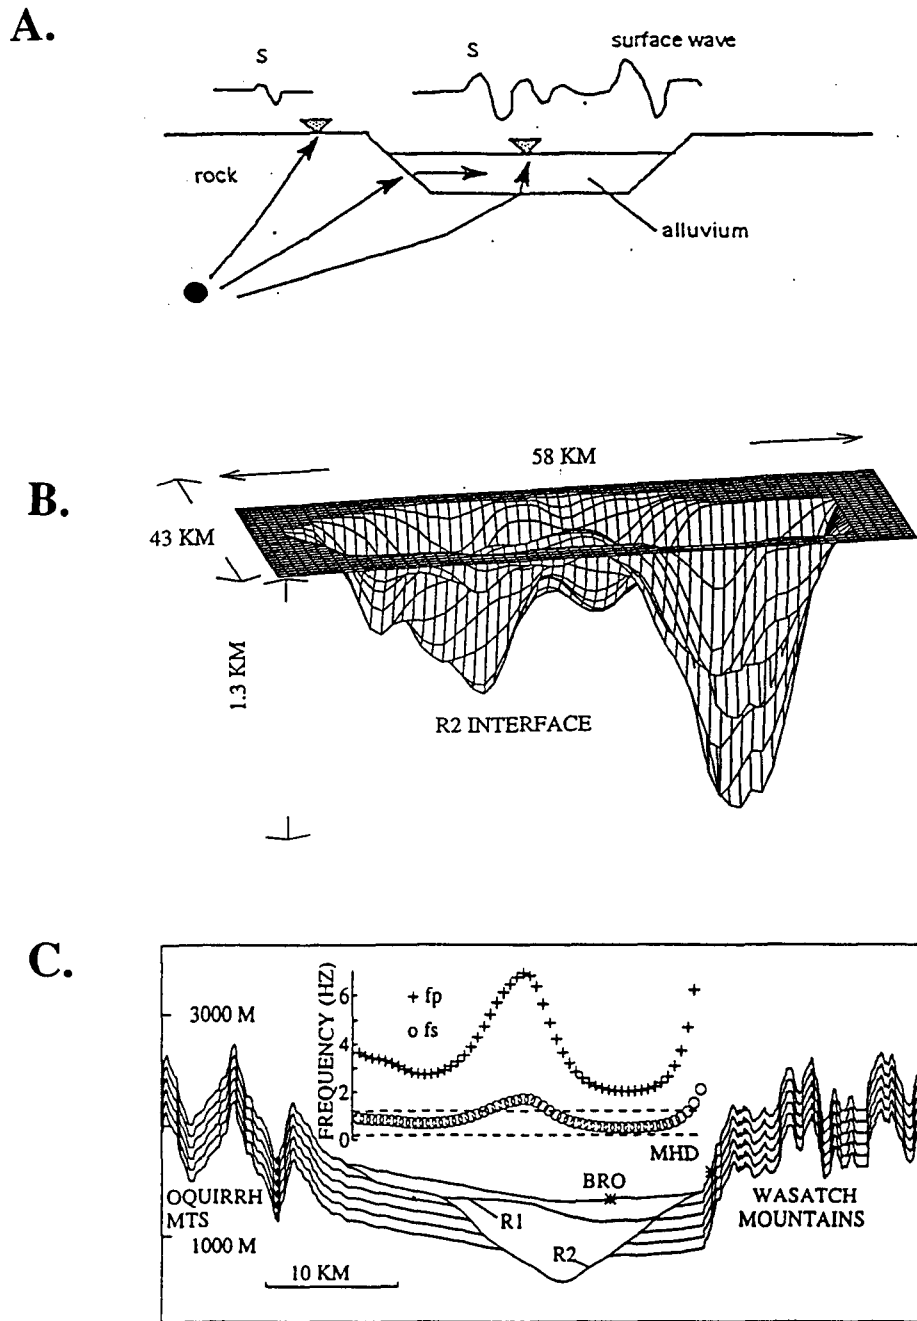 A.
S
S
surface wave
rock
alluvium
B.
58 KM
43 KM
1.3 KM
R2 INTERFACE
C.
3000 M
1000 M
FREQUENCY (HZ)
6
4
2
0
+ fp
o fs
MHD
BRO
OQUIRRH
MTS
WASATCH
MOUNTAINS
R1
R2
10 KM